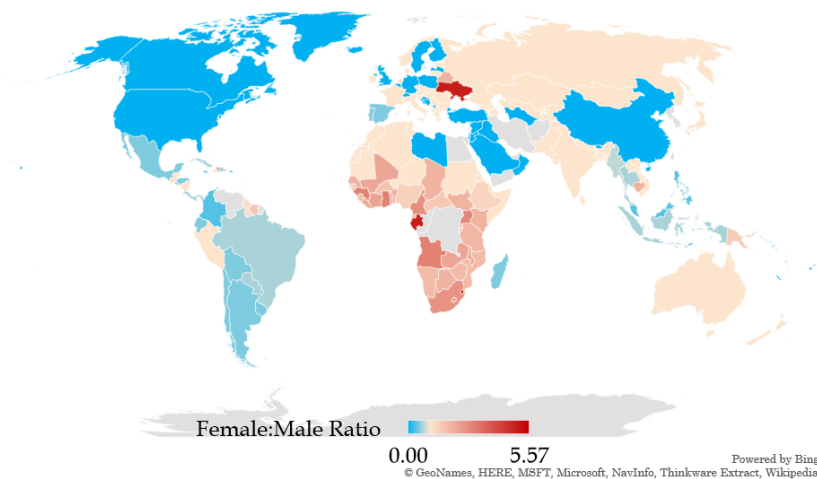 Female:Male Ratio
0.00 5.57
Powered by Bing
© GeoNames, HERE, MSFT, Microsoft, NavInfo, Thinkware Extract, Wikipedia